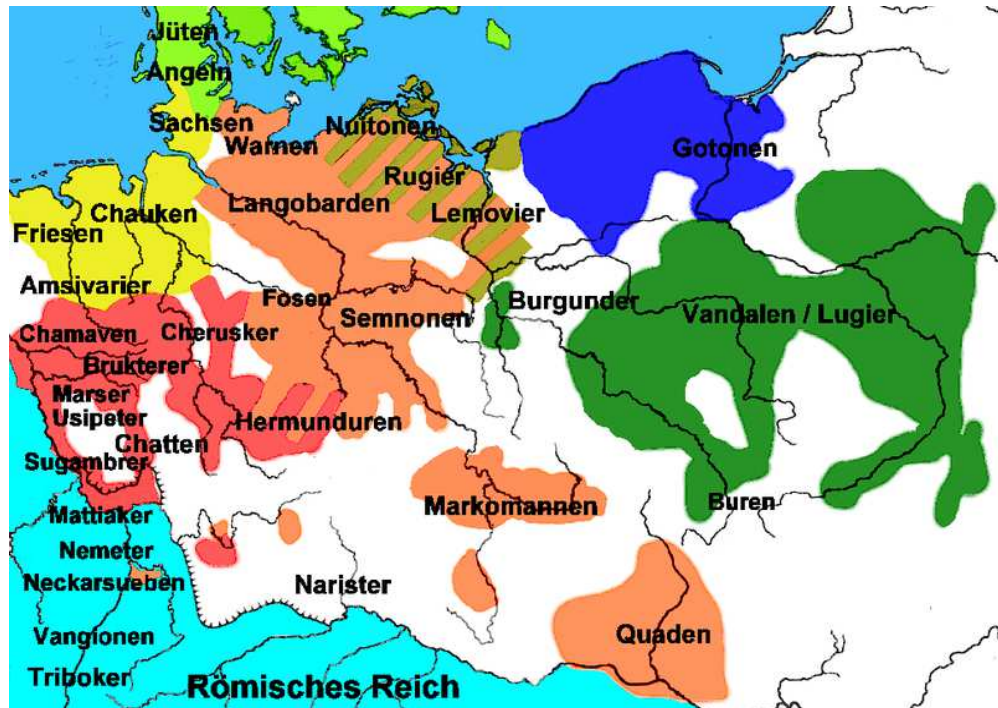 Jüten
Angeln
Sachsen
Warnen
Nuitonen
Gotonen
Rugier
Chauken
Langobarden
Lemovier
Friesen
Amsivarier
Fosen
Burgunder
Semnonen
Vandalen / Lugier
Chamaven
Cherusker
Brukterer
Marser
Usipeter
Hermunduren
Chatten
Sugambrer
Markomannen
Buren
Mattiaker
Nemeter
Neckarsueben
Narister
Vangionen
Quaden
Triboker
Römisches Reich